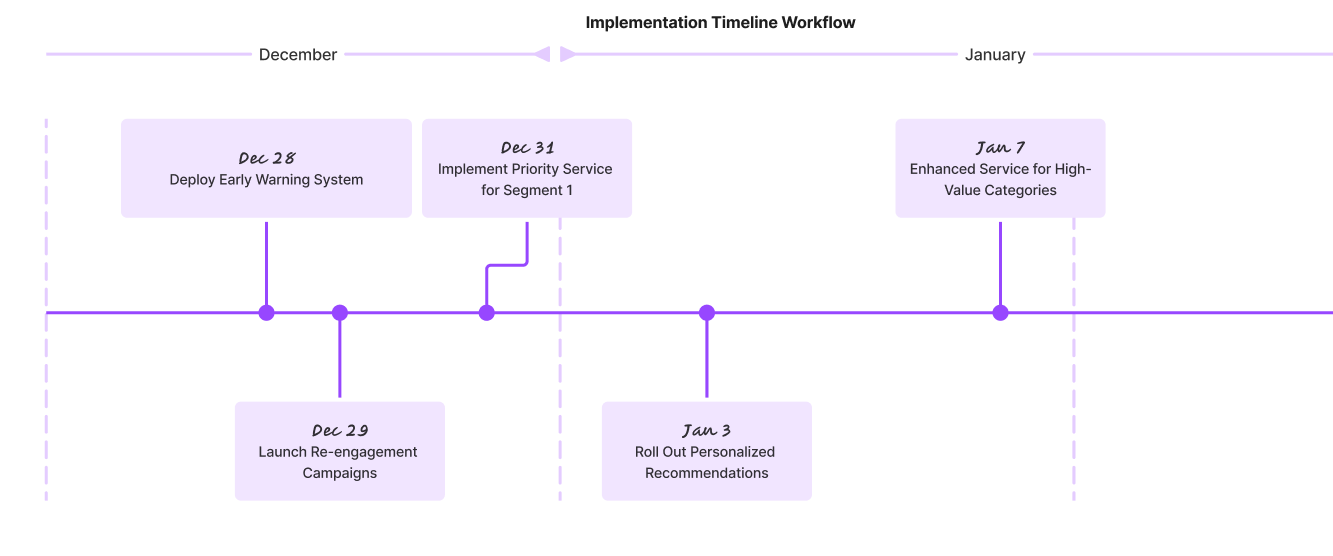 Implementation Timeline Workflow
December
January
Dec 28
Deploy Early Warning System
Dec 31
Implement Priority Service
for Segment 1
Jan 7
Enhanced Service for High-
Value Categories
Dec 29
Launch Re-engagement
Campaigns
Jan 3
Roll Out Personalized
Recommendations